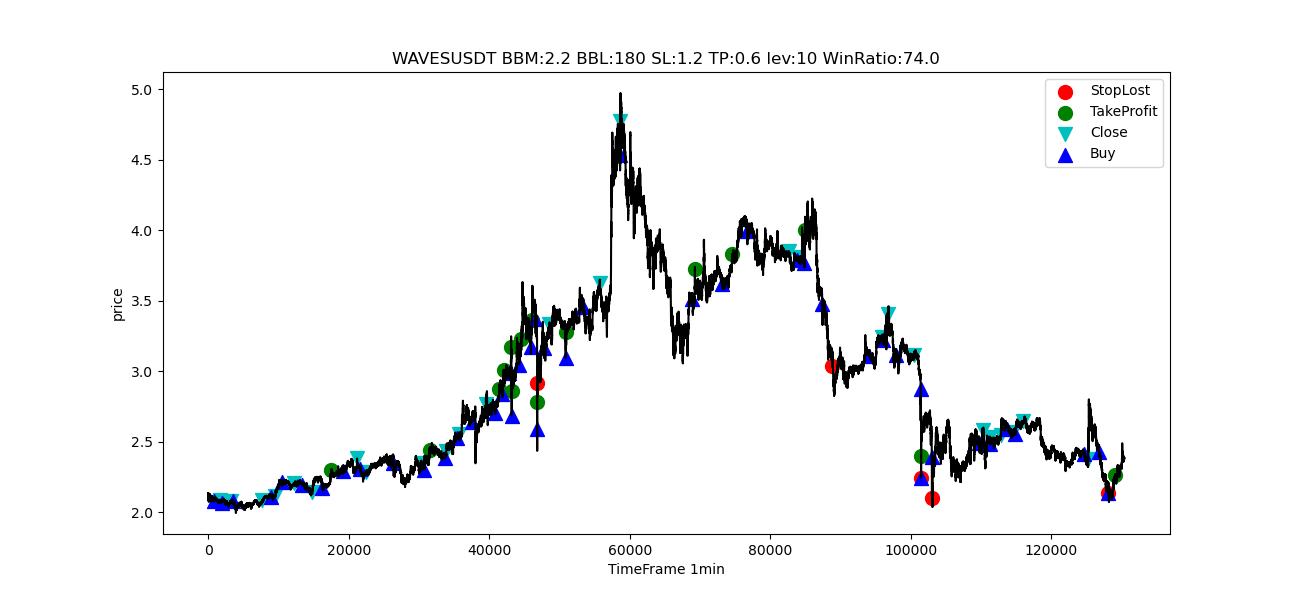 WAVESUSDT BBM:2.2 BBL:180 SL:1.2 TP:0.6 lev:10 WinRatio:74.0
StopLost
TakeProfit
Close
Buy
5.0
4.5
4.0
3.5
3.0
2.5
2.0
price
0
20000
40000
60000
80000
100000
120000
TimeFrame 1min